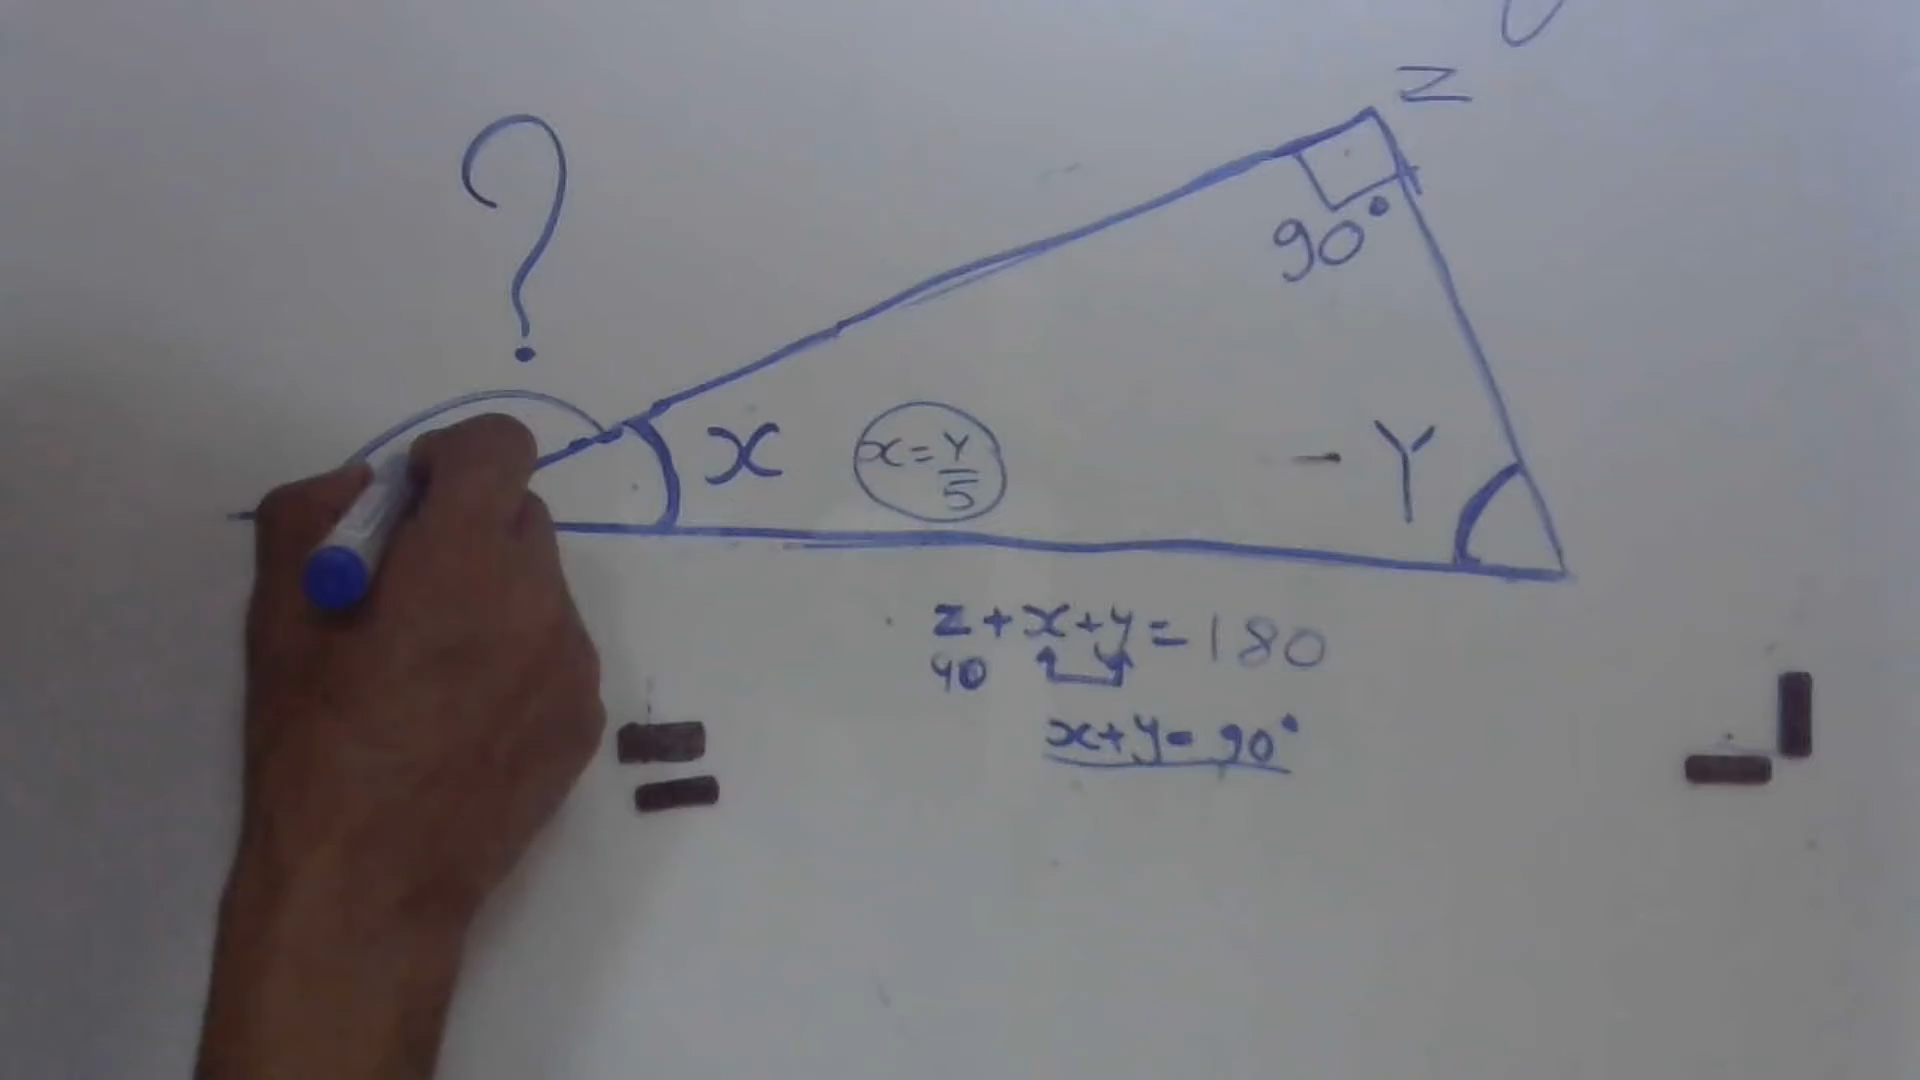 ?
Z
90°
x
x = Y/5
- Y
z + x + y = 180
90
x + y = 90°